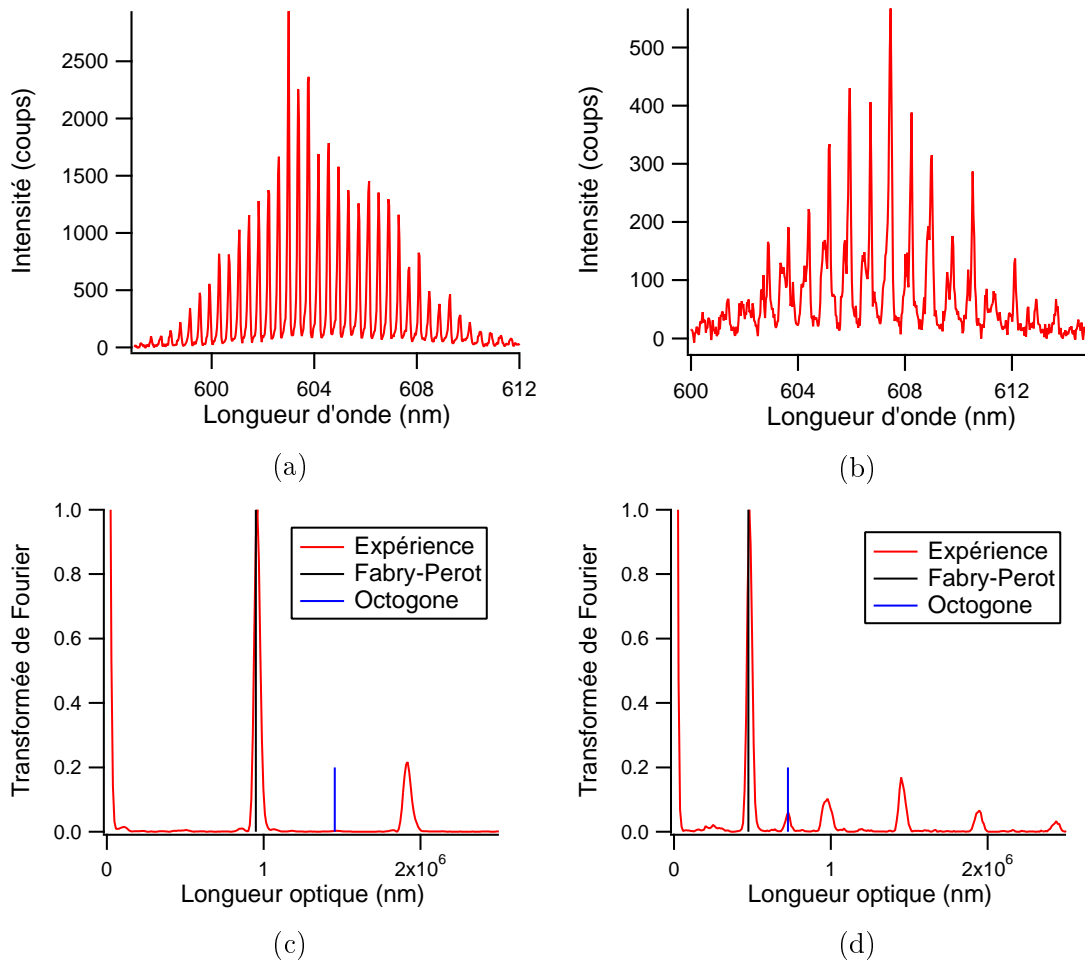 Intensité (coups)
2500
2000
1500
1000
500
0
600
604
608
612
Longueur d'onde (nm)
(a)
Intensité (coups)
500
400
300
200
100
0
600
604
608
612
Longueur d'onde (nm)
(b)
Transformée de Fourier
1.0
0.8
0.6
0.4
0.2
0.0
Expérience
Fabry-Perot
Octogone
0
1
2x10⁶
Longueur optique (nm)
(c)
Transformée de Fourier
1.0
0.8
0.6
0.4
0.2
0.0
Expérience
Fabry-Perot
Octogone
0
1
2x10⁶
Longueur optique (nm)
(d)